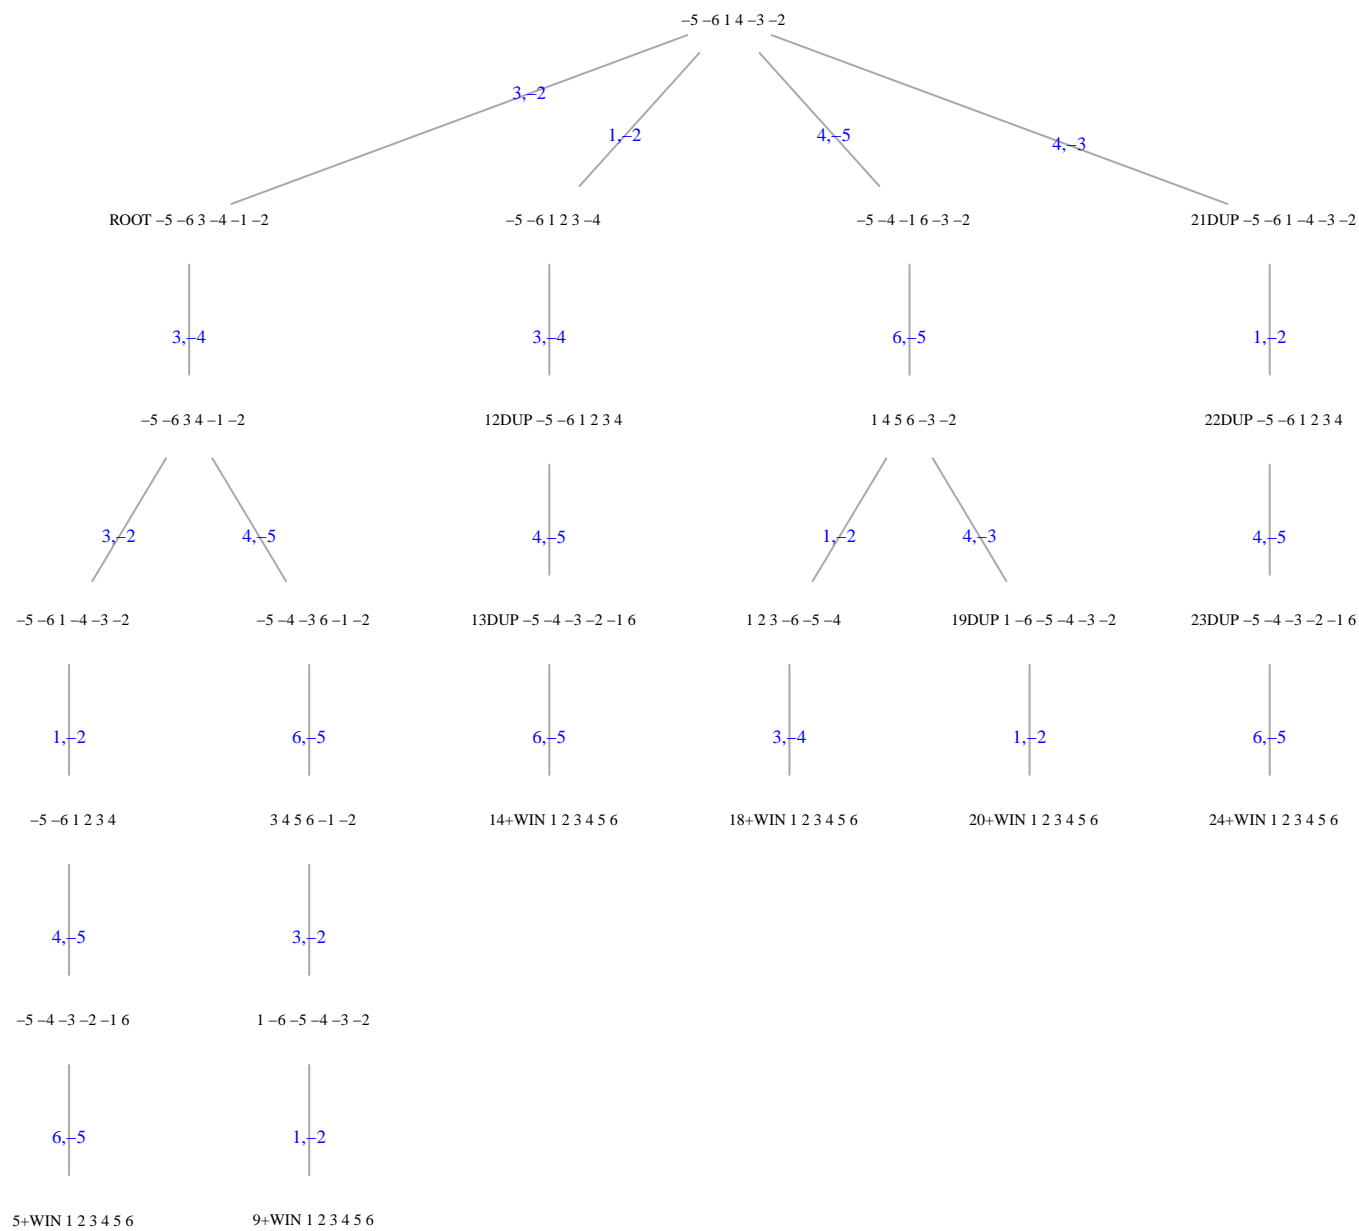 −5 −6 1 4 −3 −2
3,−2
1,−2
4,−5
4,−3
ROOT −5 −6 3 −4 −1 −2
−5 −6 1 2 3 −4
−5 −4 −1 6 −3 −2
21DUP −5 −6 1 −4 −3 −2
3,−4
3,−4
6,−5
1,−2
−5 −6 3 4 −1 −2
12DUP −5 −6 1 2 3 4
1 4 5 6 −3 −2
22DUP −5 −6 1 2 3 4
3,−2
4,−5
4,−5
1,−2
4,−3
4,−5
−5 −6 1 −4 −3 −2
−5 −4 −3 6 −1 −2
13DUP −5 −4 −3 −2 −1 6
1 2 3 −6 −5 −4
19DUP 1 −6 −5 −4 −3 −2
23DUP −5 −4 −3 −2 −1 6
1,−2
6,−5
6,−5
3,−4
1,−2
6,−5
−5 −6 1 2 3 4
3 4 5 6 −1 −2
14+WIN 1 2 3 4 5 6
18+WIN 1 2 3 4 5 6
20+WIN 1 2 3 4 5 6
24+WIN 1 2 3 4 5 6
4,−5
3,−2
−5 −4 −3 −2 −1 6
1 −6 −5 −4 −3 −2
6,−5
1,−2
5+WIN 1 2 3 4 5 6
9+WIN 1 2 3 4 5 6